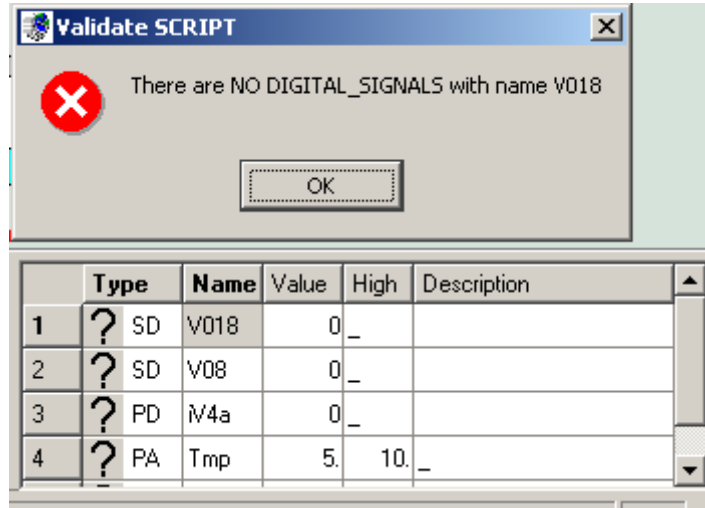 Validate SCRIPT
There are NO DIGITAL_SIGNALS with name V018
OK
Type Name Value High Description
1 ? SD V018 0 _
2 ? SD V08 0 _
3 ? PD iV4a 0 _
4 ? PA Tmp 5. 10. _